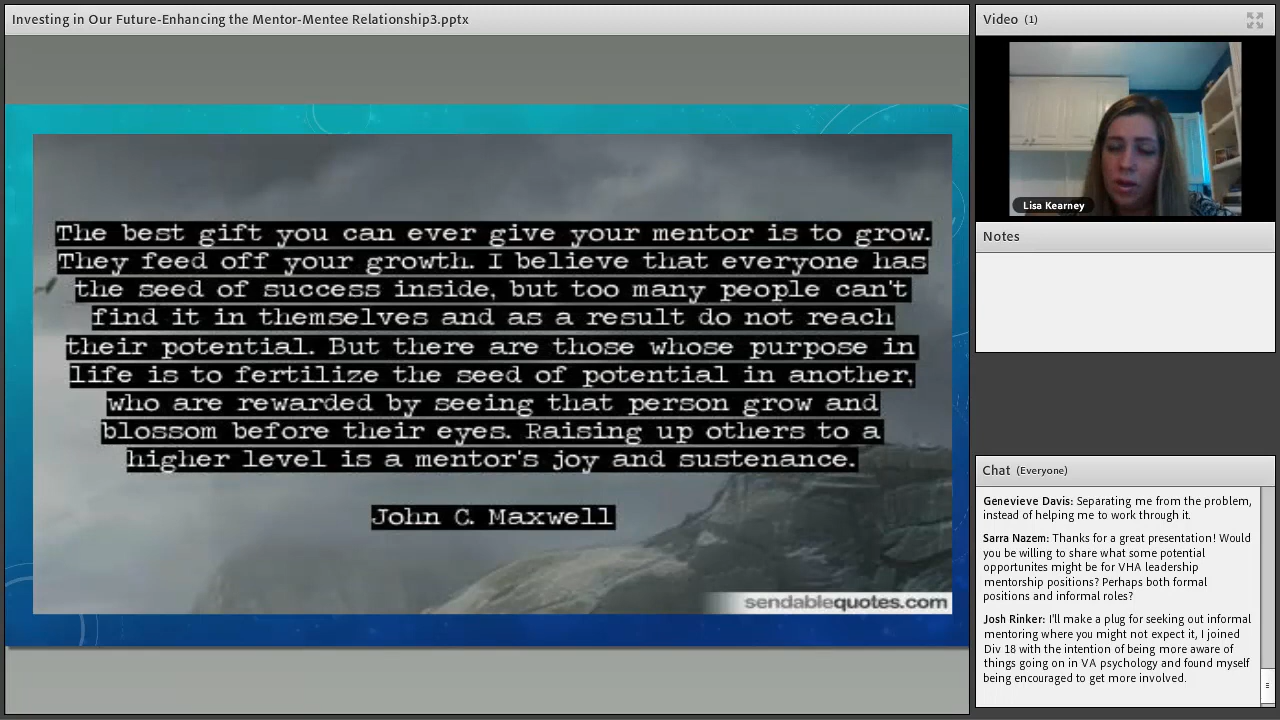 Investing in Our Future-Enhancing the Mentor-Mentee Relationship3.pptx
The best gift you can ever give your mentor is to grow.
They feed off your growth. I believe that everyone has
the seed of success inside, but too many people can't
find it in themselves and as a result do not reach
their potential. But there are those whose purpose in
life is to fertilize the seed of potential in another,
who are rewarded by seeing that person grow and
blossom before their eyes. Raising up others to a
higher level is a mentor's joy and sustenance.
John C. Maxwell
sendablequotes.com
Video (1)
Lisa Kearney
Notes
Chat (Everyone)
Genevieve Davis: Separating me from the problem,
instead of helping me to work through it.
Sarra Nazem: Thanks for a great presentation! Would
you be willing to share what some potential
opportunites might be for VHA leadership
mentorship positions? Perhaps both formal
positions and informal roles?
Josh Rinker: I'll make a plug for seeking out informal
mentoring where you might not expect it, I joined
Div 18 with the intention of being more aware of
things going on in VA psychology and found myself
being encouraged to get more involved.